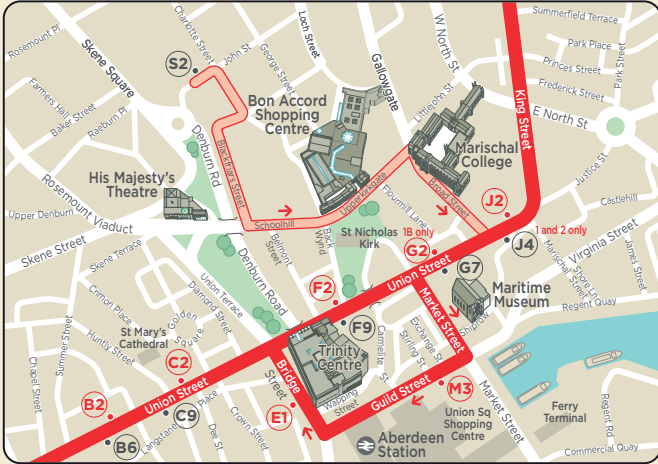 Rosemont Pl
Skene Square
Charlotte Street
John St
George Street
Loch Street
Gallowgate
W North St
Summerfield Terrace
Park Place
Princes Street
Frederick Street
Park Street
S2
Farmers Hall
Baker Street
Raeburn Pl
Bon Accord
Shopping
Centre
Littlejohn St
King Street
E North St
Denburn Rd
Blackfriars Street
Marischal
College
Justice St
His Majesty's
Theatre
Upperkirkgate
Broad Street
Flourmill Lane
J2
Castlehill
Rosemount Viaduct
Upper Denburn
Schoolhill
Belmont
Street
Back
Wynd
St Nicholas
Kirk
1B only
G2
1 and 2 only
J4
Virginia Street
Marischal Street
Shore Ln
James Street
Skene Street
Skene Terrace
Denburn Road
Union Street
G7
Maritime
Museum
Regent Quay
Union Terrace
Diamond Street
F2
Market Street
Shiprow
Crimon Place
Golden
Square
F9
Exchange St
Stirling St
Carmelite
St
Huntly Street
St Mary's
Cathedral
Summer Street
Chapel Street
C2
Trinity
Centre
Bridge
Street
Wapping
Street
Guild Street
M3
Market Street
Union Street
B2
C9
Langstane
Place
Dee St
Crown Street
E1
Union Sq
Shopping
Centre
Ferry
Terminal
Regent Rd
B6
Aberdeen
Station
Commercial Quay